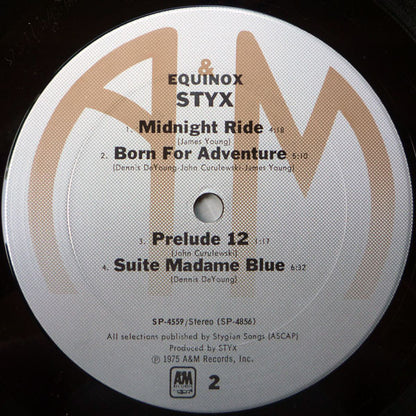 A&M
EQUINOX
STYX
1. Midnight Ride 4:18
(James Young)
2. Born For Adventure 5:10
(Dennis DeYoung-John Curulewski-James Young)
3. Prelude 12 1:17
(John Curulewski)
4. Suite Madame Blue 6:32
(Dennis DeYoung)
SP-4559/Stereo (SP-4856)
All selections published by Stygian Songs (ASCAP)
Produced by STYX
℗ 1975 A&M Records, Inc.
A&M
RECORDS
2